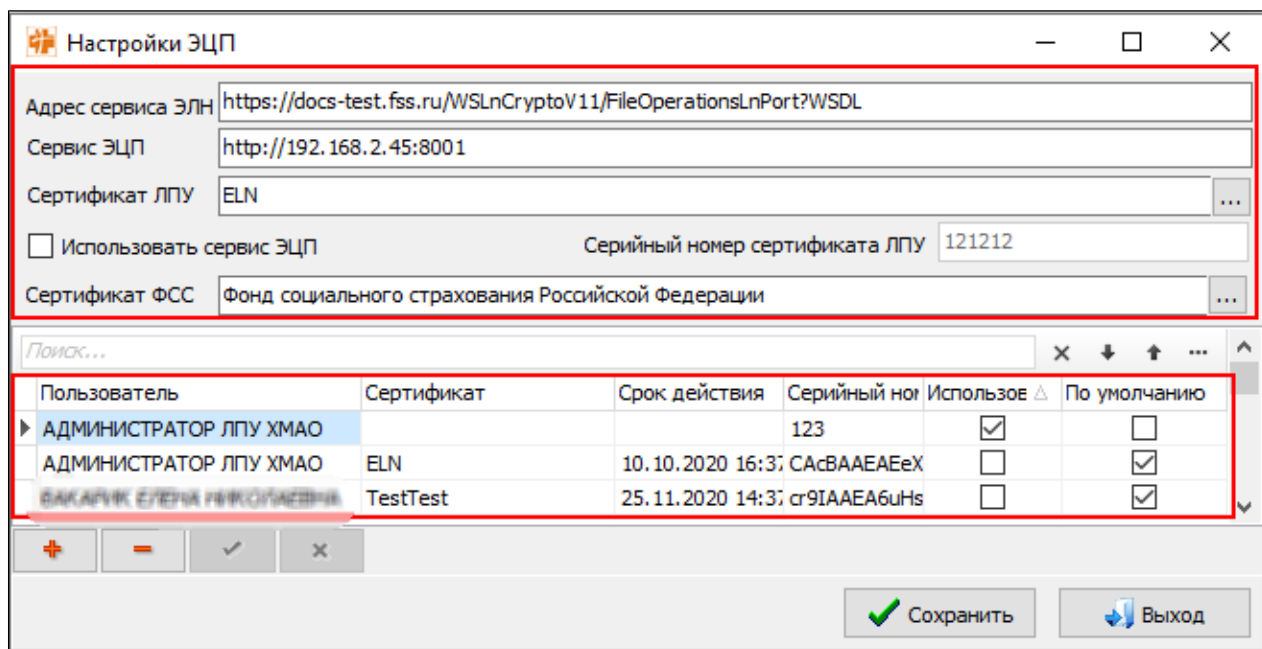 Настройки ЭЦП
Адрес сервиса ЭЛН https://docs-test.fss.ru/WSLnCryptoV11/FileOperationsLnPort?WSDL
Сервис ЭЦП http://192.168.2.45:8001
Сертификат ЛПУ ELN ...
Использовать сервис ЭЦП Серийный номер сертификата ЛПУ 121212
Сертификат ФСС Фонд социального страхования Российской Федерации ...
Поиск...
Пользователь Сертификат Срок действия Серийный ном Использов По умолчанию
АДМИНИСТРАТОР ЛПУ ХМАО 123
АДМИНИСТРАТОР ЛПУ ХМАО ELN 10.10.2020 16:37 CAcBAAEAEeX
TestTest 25.11.2020 14:37 cr9IAAEA6uHs
Сохранить Выход